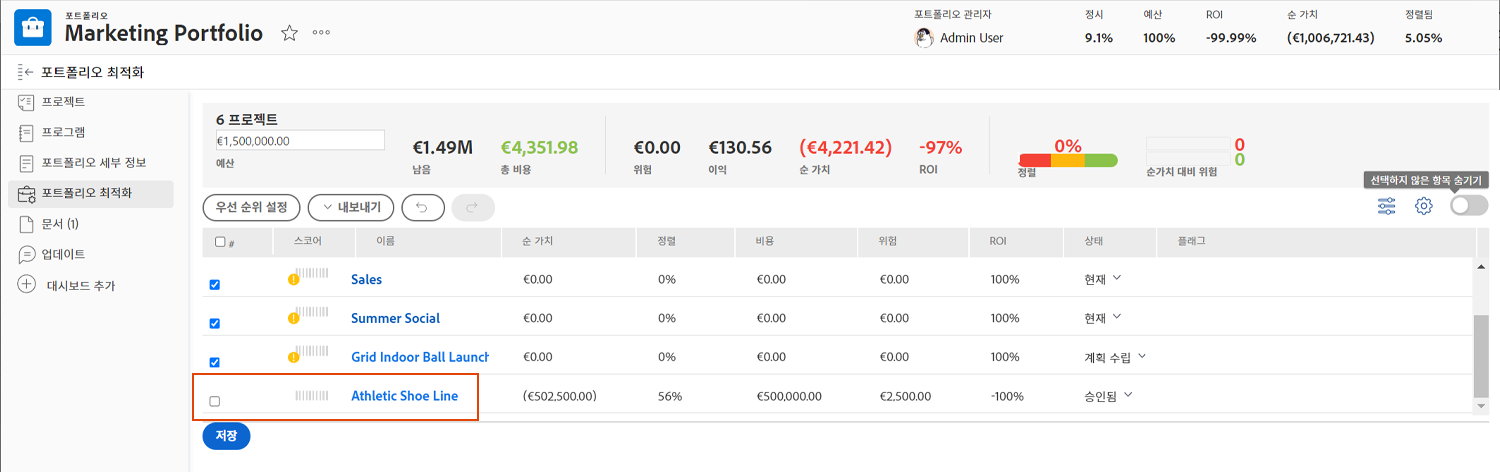 포트폴리오
Marketing Portfolio
포트폴리오 관리자
Admin User
정시
9.1%
예산
100%
ROI
-99.99%
순 가치
(€1,006,721.43)
정렬됨
5.05%
포트폴리오 최적화
프로젝트
프로그램
포트폴리오 세부 정보
포트폴리오 최적화
문서 (1)
업데이트
대시보드 추가
6 프로젝트
€1,500,000.00
예산
€1.49M
남음
€4,351.98
총 비용
€0.00
위험
€130.56
이익
(€4,221.42)
순 가치
-97%
ROI
0%
정렬
0
0
순가치 대비 위험
선택하지 않은 항목 숨기기
우선 순위 설정 내보내기
# 스코어 이름 순 가치 정렬 비용 위험 ROI 상태 플래그
Sales €0.00 0% €0.00 €0.00 100% 현재
Summer Social €0.00 0% €0.00 €0.00 100% 현재
Grid Indoor Ball Launch €0.00 0% €0.00 €0.00 100% 계획 수립
Athletic Shoe Line (€502,500.00) 56% €500,000.00 €2,500.00 -100% 승인됨
저장